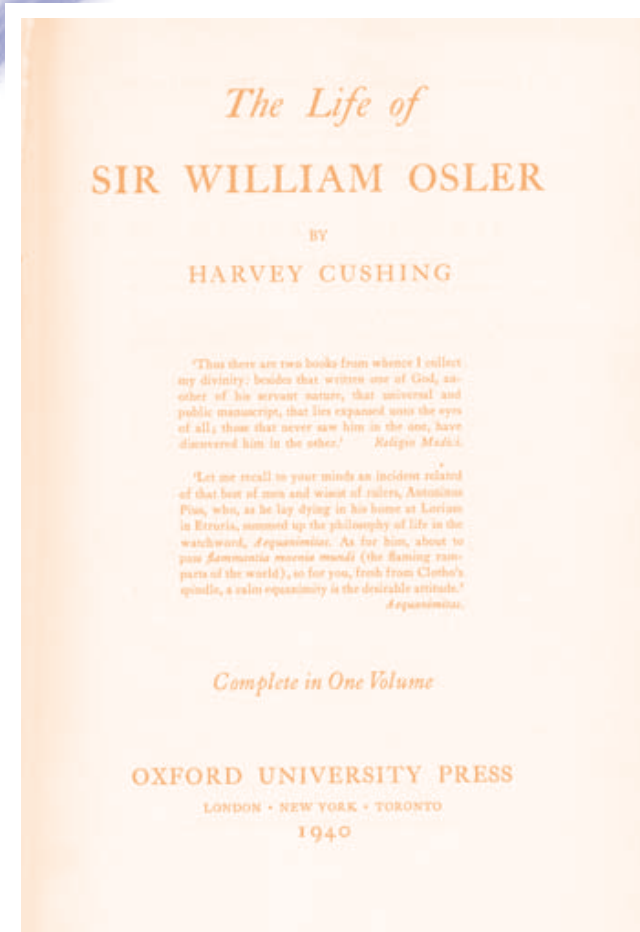 The Life of
SIR WILLIAM OSLER
BY
HARVEY CUSHING
'Thus there are two books from whence I collect
my divinity: besides that written one of God, an-
other of his servant nature, that universal and
public manuscript, that lies expansed unto the eyes
of all; those that never saw him in the one, have
discovered him in the other.' Religio Medici.
'Let me recall to your minds an incident related
of that best of men and wisest of rulers, Antoninus
Pius, who, as he lay dying in his home at Lorium
in Etruria, summed up the philosophy of life in the
watchword, Aequanimitas. As for him, about to
pass flammantia moenia mundi (the flaming ram-
parts of the world), so for you, fresh from Clotho's
spindle, a calm equanimity is the desirable attitude.'
Aequanimitas.
Complete in One Volume
OXFORD UNIVERSITY PRESS
LONDON • NEW YORK • TORONTO
1940